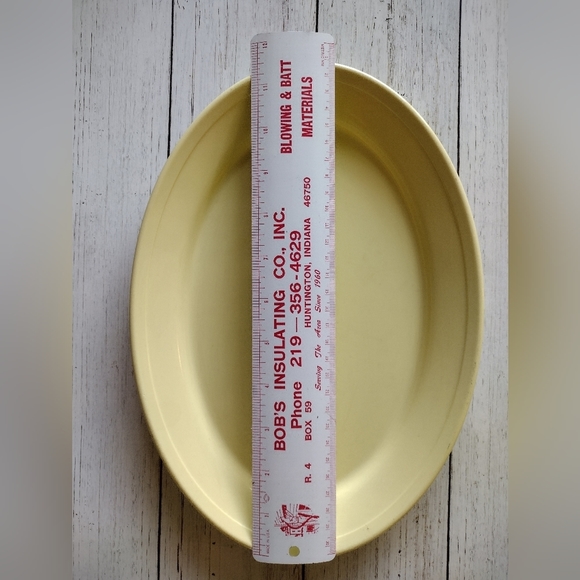 BLOWING & BATT
MATERIALS
BOB'S INSULATING CO., INC.
Phone 219-356-4629
R. 4 BOX 59 HUNTINGTON, INDIANA 46750
Serving The Area Since 1960